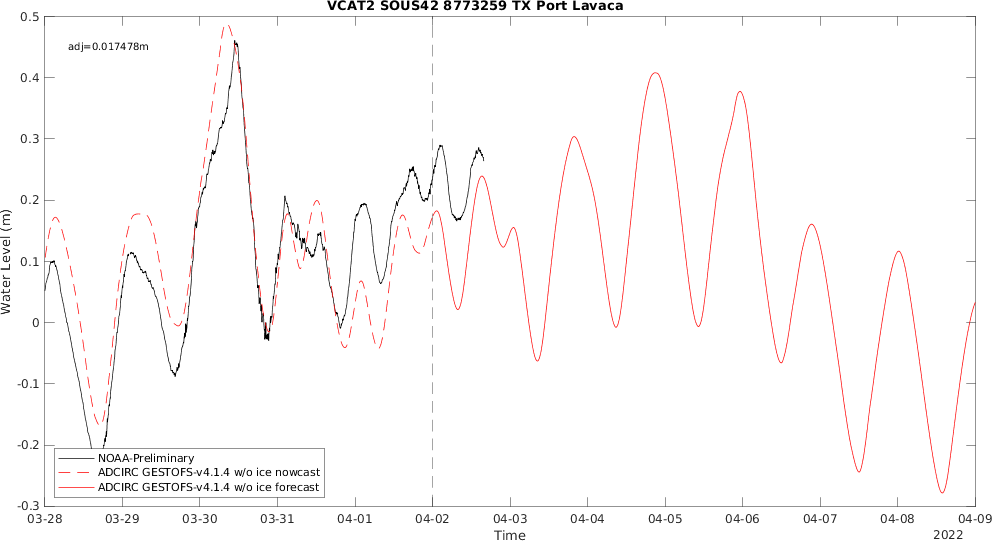 VCAT2 SOUS42 8773259 TX Port Lavaca
adj=0.017478m
0.5
0.4
0.3
0.2
0.1
0
-0.1
-0.2
-0.3
Water Level (m)
NOAA-Preliminary
ADCIRC GESTOFS-v4.1.4 w/o ice nowcast
ADCIRC GESTOFS-v4.1.4 w/o ice forecast
03-28 03-29 03-30 03-31 04-01 04-02 04-03 04-04 04-05 04-06 04-07 04-08 04-09
Time
2022